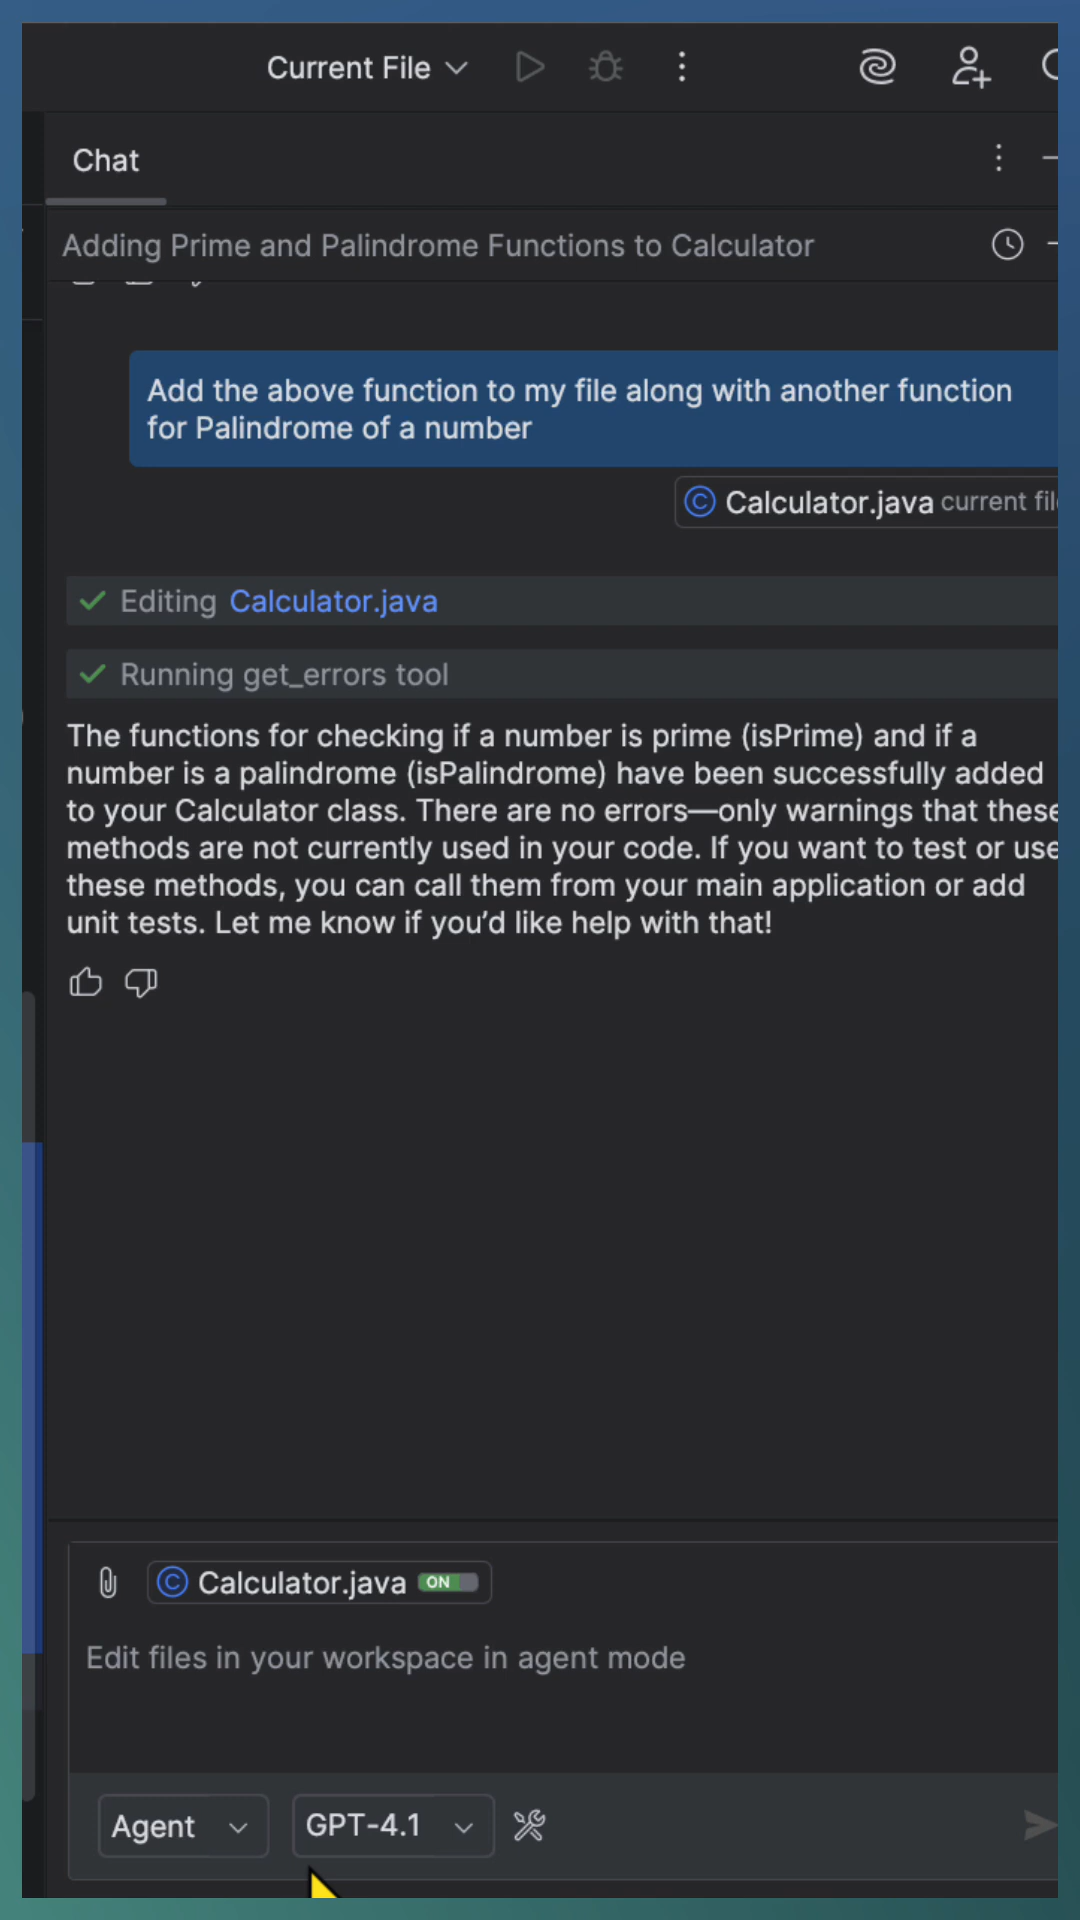 Current File
Chat
Adding Prime and Palindrome Functions to Calculator
Add the above function to my file along with another function
for Palindrome of a number
Calculator.java current
Editing Calculator.java
Running get_errors tool
The functions for checking if a number is prime (isPrime) and if a
number is a palindrome (isPalindrome) have been successfully added
to your Calculator class. There are no errors—only warnings that these
methods are not currently used in your code. If you want to test or use
these methods, you can call them from your main application or add
unit tests. Let me know if you’d like help with that!
Calculator.java ON
Edit files in your workspace in agent mode
Agent GPT-4.1